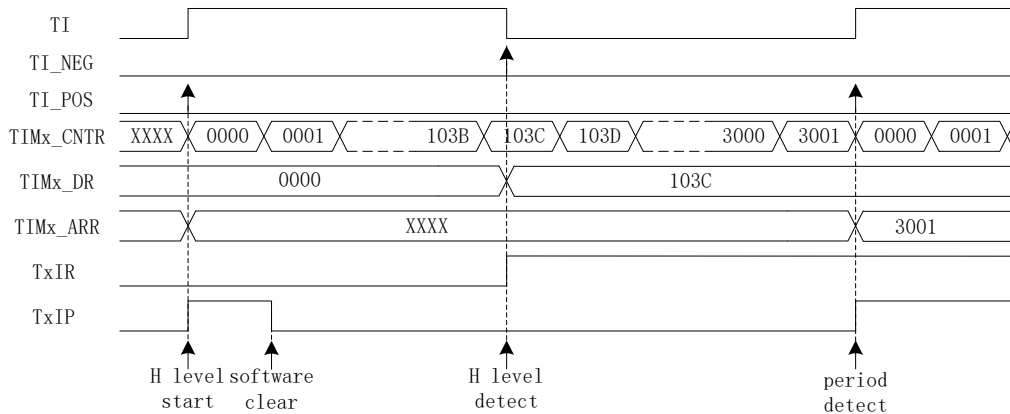 TI
TI_NEG
TI_POS
TIMx_CNTR XXXX 0000 0001 103B 103C 103D 3000 3001 0000 0001
TIMx_DR 0000 103C
TIMx_ARR XXXX 3001
TxIR
TxIP
H level start
software clear
H level detect
period detect